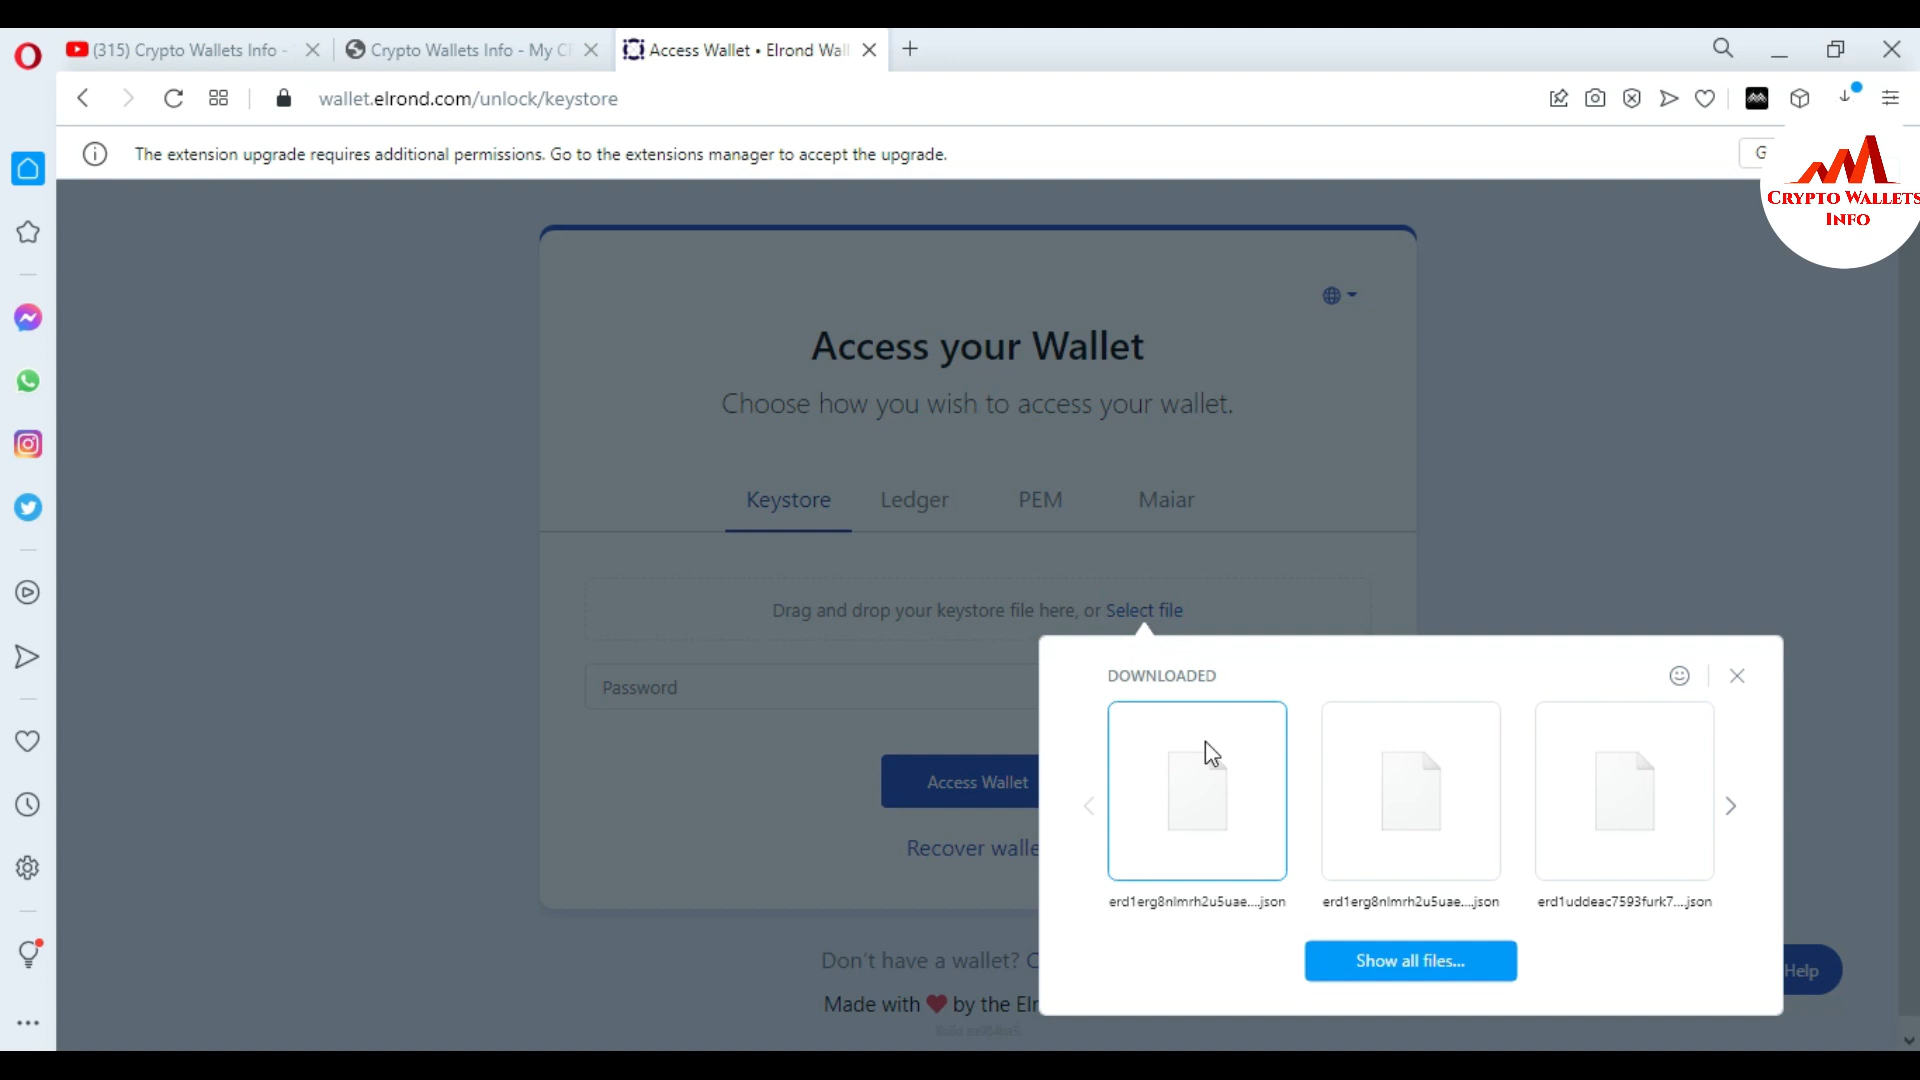 (315) Crypto Wallets Info -
Crypto Wallets Info - My C
Access Wallet • Elrond Wall
wallet.elrond.com/unlock/keystore
The extension upgrade requires additional permissions. Go to the extensions manager to accept the upgrade.
G
CRYPTO WALLETS
INFO
Access your Wallet
Choose how you wish to access your wallet.
Keystore
Ledger
PEM
Maiar
Drag and drop your keystore file here, or Select file
Password
DOWNLOADED
Access Wallet
Recover walle
erd1erg8nlmrh2u5uae....json
erd1erg8nlmrh2u5uae....json
erd1uddeac7593furk7....json
Show all files...
Don't have a wallet? C
Help
Made with ❤ by the Elr